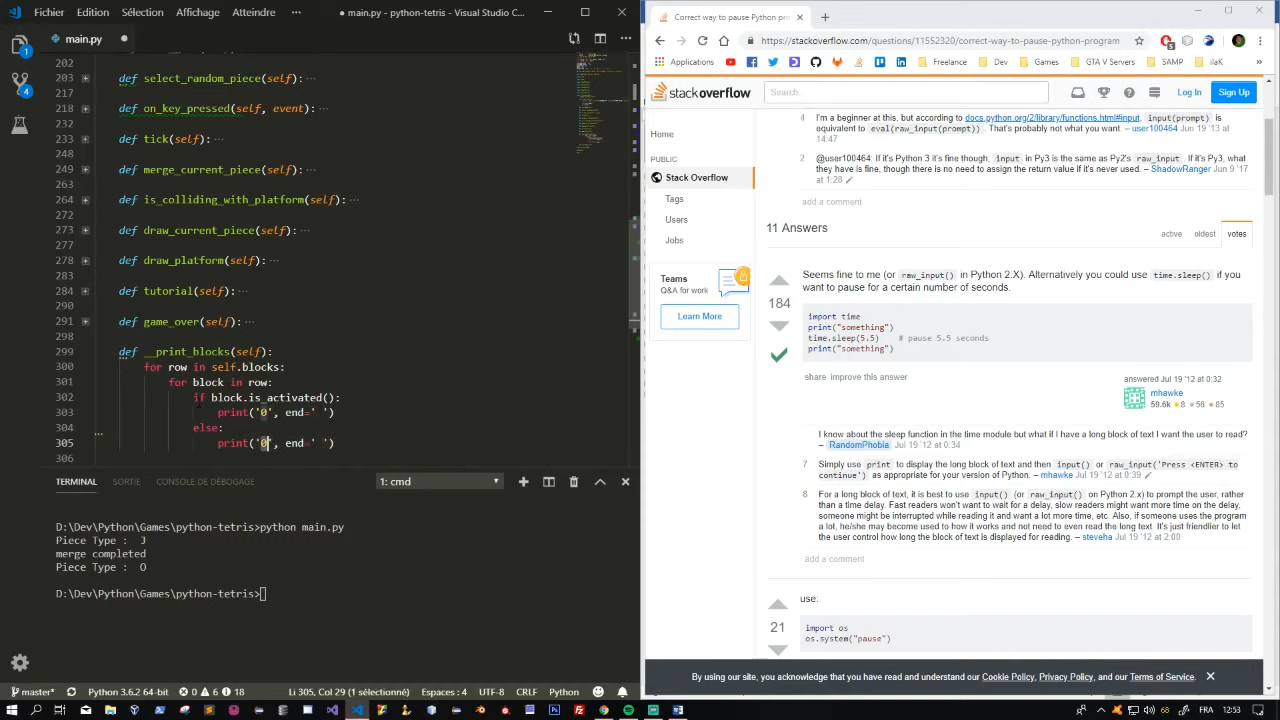 Fichier Edition Sélection Affichage Atteindre ... ● main.py - python-tetris - Visual Studio C...
main.py
select_random_piece(self): ...
218 on_key_pressed(self, event): ...
(self): ...
249 merge_current_piece(self): ...
264 def is_colliding_with_platform(self): ...
272
273 def draw_current_piece(self): ...
277
278 def draw_platform(self): ...
283
284 def tutorial(self): ...
290
291 def game_over(self): ...
298
299 def __print_blocks(self):
300 for row in self.blocks:
301 for block in row:
302 if block.is_activated():
303 print('0', end=' ')
304 else:
305 print('0', end=' ')
306
TERMINAL SORTIE CONSOLE DE DÉBOGAGE 1: cmd
D:\Dev\Python\Games\python-tetris>python main.py
Piece Type :  J
merge completed
Piece Type :  O
D:\Dev\Python\Games\python-tetris>
master* Python 3.6.2 64-bit 0 6 18 Li 305, Col 29 (1 sélectionné) Espaces : 4 UTF-8 CRLF Python
Correct way to pause Python pro
https://stackoverflow.com/questions/11552320/correct-way-to-pause-python-program
Applications Freelance Dev Games GTA V Servers SAMP ilaK »
stackoverflow Search... Log In Sign Up
Home
PUBLIC
Stack Overflow
Tags
Users
Jobs
Teams
Q&A for work
Learn More
4 I'm a beginner at this, but according to docs.python.org/2/library/functions.html#input, input(prompt) is
equivalent to eval(raw_input(prompt)). That's probably not what you want. – user100464 Jun 19 '13 at
14:47
2 @user100464: If it's Python 3 it's fine though; input in Py3 is the same as Py2's raw_input. If it's Py3, what
they have is fine, though there is no need to assign the return value if it's never used. – ShadowRanger Jun 9 '17
at 1:28
add a comment
11 Answers active oldest votes
Seems fine to me (or raw_input() in Python 2.X). Alternatively you could use time.sleep() if you
want to pause for a certain number of seconds.
184
import time
print("something")
time.sleep(5.5) # pause 5.5 seconds
print("something")
share improve this answer
answered Jul 19 '12 at 0:32
mhawke
59.6k 8 56 85
I know about the sleep function in the time module but what if I have a long block of text I want the user to read?
– RandomPhobia Jul 19 '12 at 0:34
7 Simply use print to display the long block of text and then input() or raw_input('Press <ENTER> to
continue') as appropriate for your version of Python. – mhawke Jul 19 '12 at 0:39
8 For a long block of text, it is best to use input() (or raw_input() on Python 2.x) to prompt the user, rather
than a time delay. Fast readers won't want to wait for a delay, slow readers might want more time on the delay,
someone might be interrupted while reading it and want a lot more time, etc. Also, if someone uses the program
a lot, he/she may become used to how it works and not need to even read the long text. It's just friendlier to let
the user control how long the block of text is displayed for reading. – steveha Jul 19 '12 at 2:00
add a comment
use:
21
import os
os.system("pause")
By using our site, you acknowledge that you have read and understand our Cookie Policy, Privacy Policy, and our Terms of Service.
66 FR 12:53